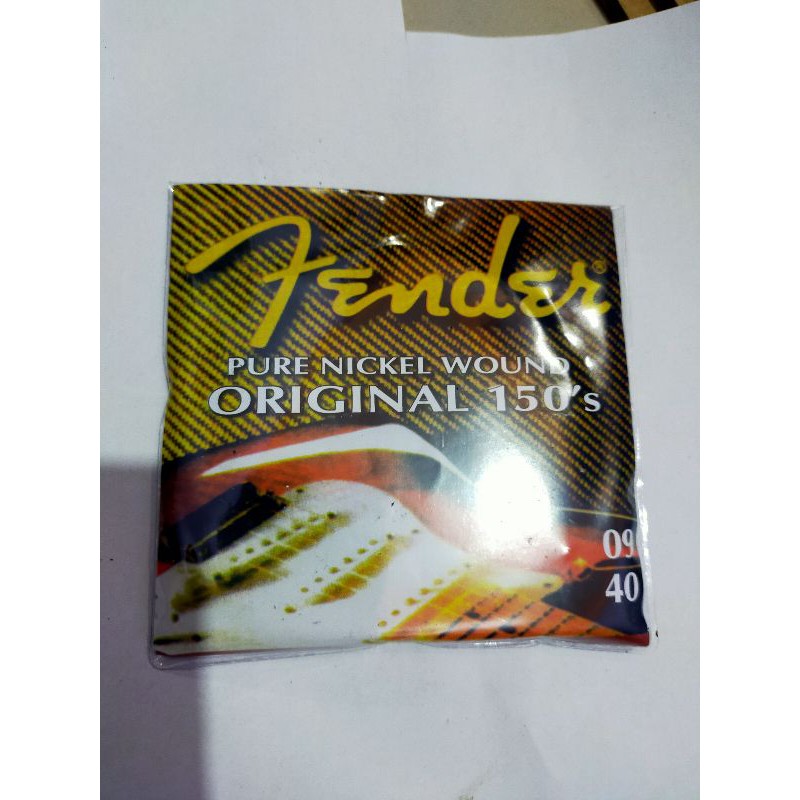 Fender®
PURE NICKEL WOUND
ORIGINAL 150's
09
40